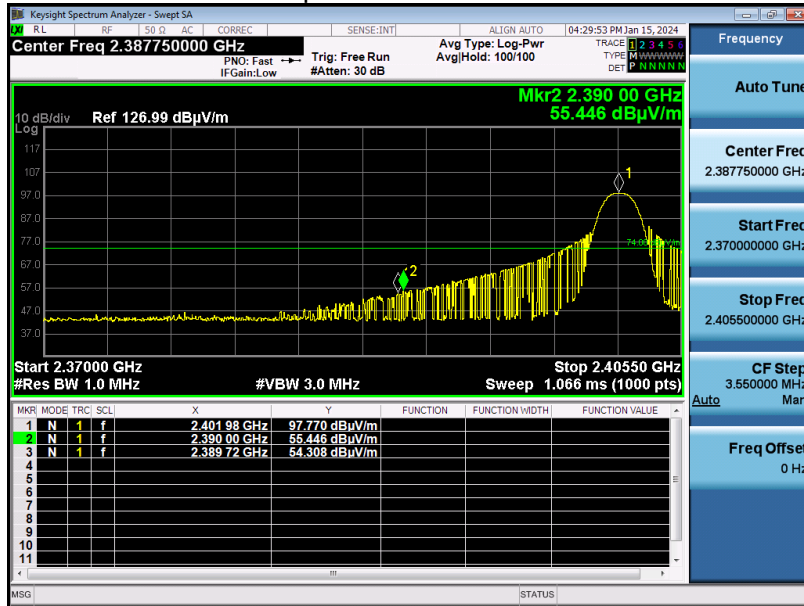 Keysight Spectrum Analyzer - Swept SA
RL RF 50 Ω AC CORREC SENSE:INT ALIGN AUTO 04:29:53 PM Jan 15, 2024
Center Freq 2.387750000 GHz
PNO: Fast
IFGain:Low
Trig: Free Run
#Atten: 30 dB
Avg Type: Log-Pwr
Avg|Hold: 100/100
TRACE 1 2 3 4 5 6
TYPE M W W W W W
DET P N N N N N
Mkr2 2.390 00 GHz
55.446 dBµV/m
10 dB/div Ref 126.99 dBµV/m
Log
117
107
97.0
87.0
77.0
67.0
57.0
47.0
37.0
1
2
Start 2.37000 GHz
Stop 2.40550 GHz
#Res BW 1.0 MHz
#VBW 3.0 MHz
Sweep 1.066 ms (1000 pts)
MKR MODE TRC SCL X Y FUNCTION FUNCTION WIDTH FUNCTION VALUE
1 N 1 f 2.401 98 GHz 97.770 dBµV/m
2 N 1 f 2.390 00 GHz 55.446 dBµV/m
3 N 1 f 2.389 72 GHz 54.308 dBµV/m
4
5
6
7
8
9
10
11
MSG STATUS
Frequency
Auto Tune
Center Freq
2.387750000 GHz
Start Freq
2.370000000 GHz
Stop Freq
2.405500000 GHz
CF Step
3.550000 MHz
Auto Man
Freq Offset
0 Hz